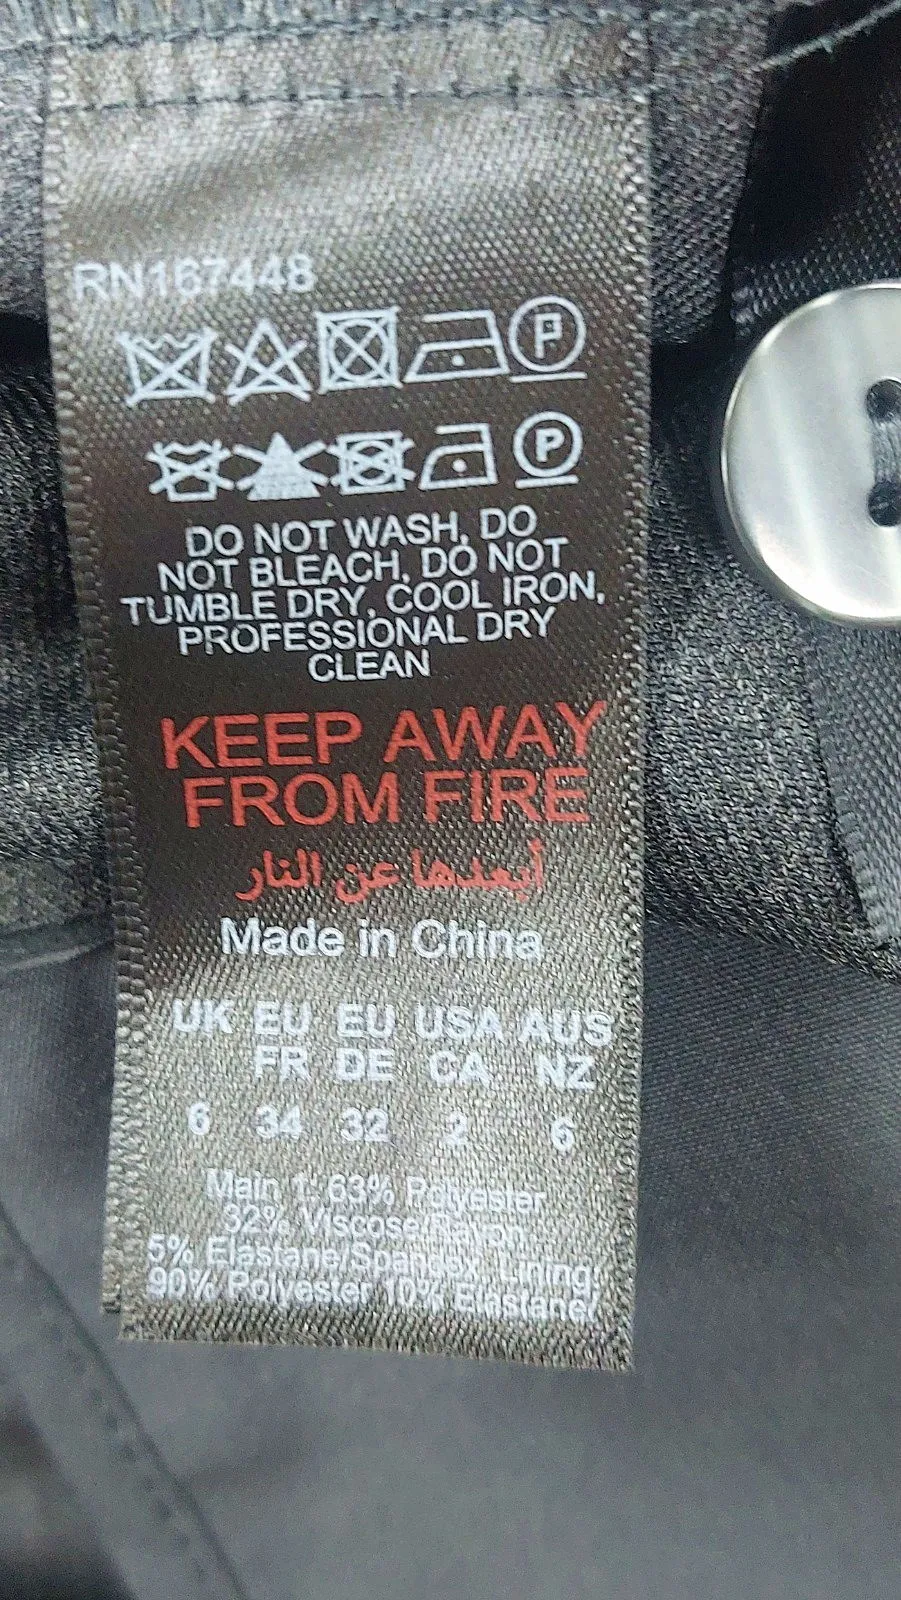 RN167448
P
P
DO NOT WASH, DO
NOT BLEACH, DO NOT
TUMBLE DRY, COOL IRON,
PROFESSIONAL DRY
CLEAN
KEEP AWAY
FROM FIRE
أبعدها عن النار
Made in China
UK EU EU USA AUS
FR DE CA NZ
6 34 32 2 6
Main 1: 63% Polyester
32% Viscose/Rayon
5% Elastane/Spandex, Lining:
90% Polyester 10% Elastane/